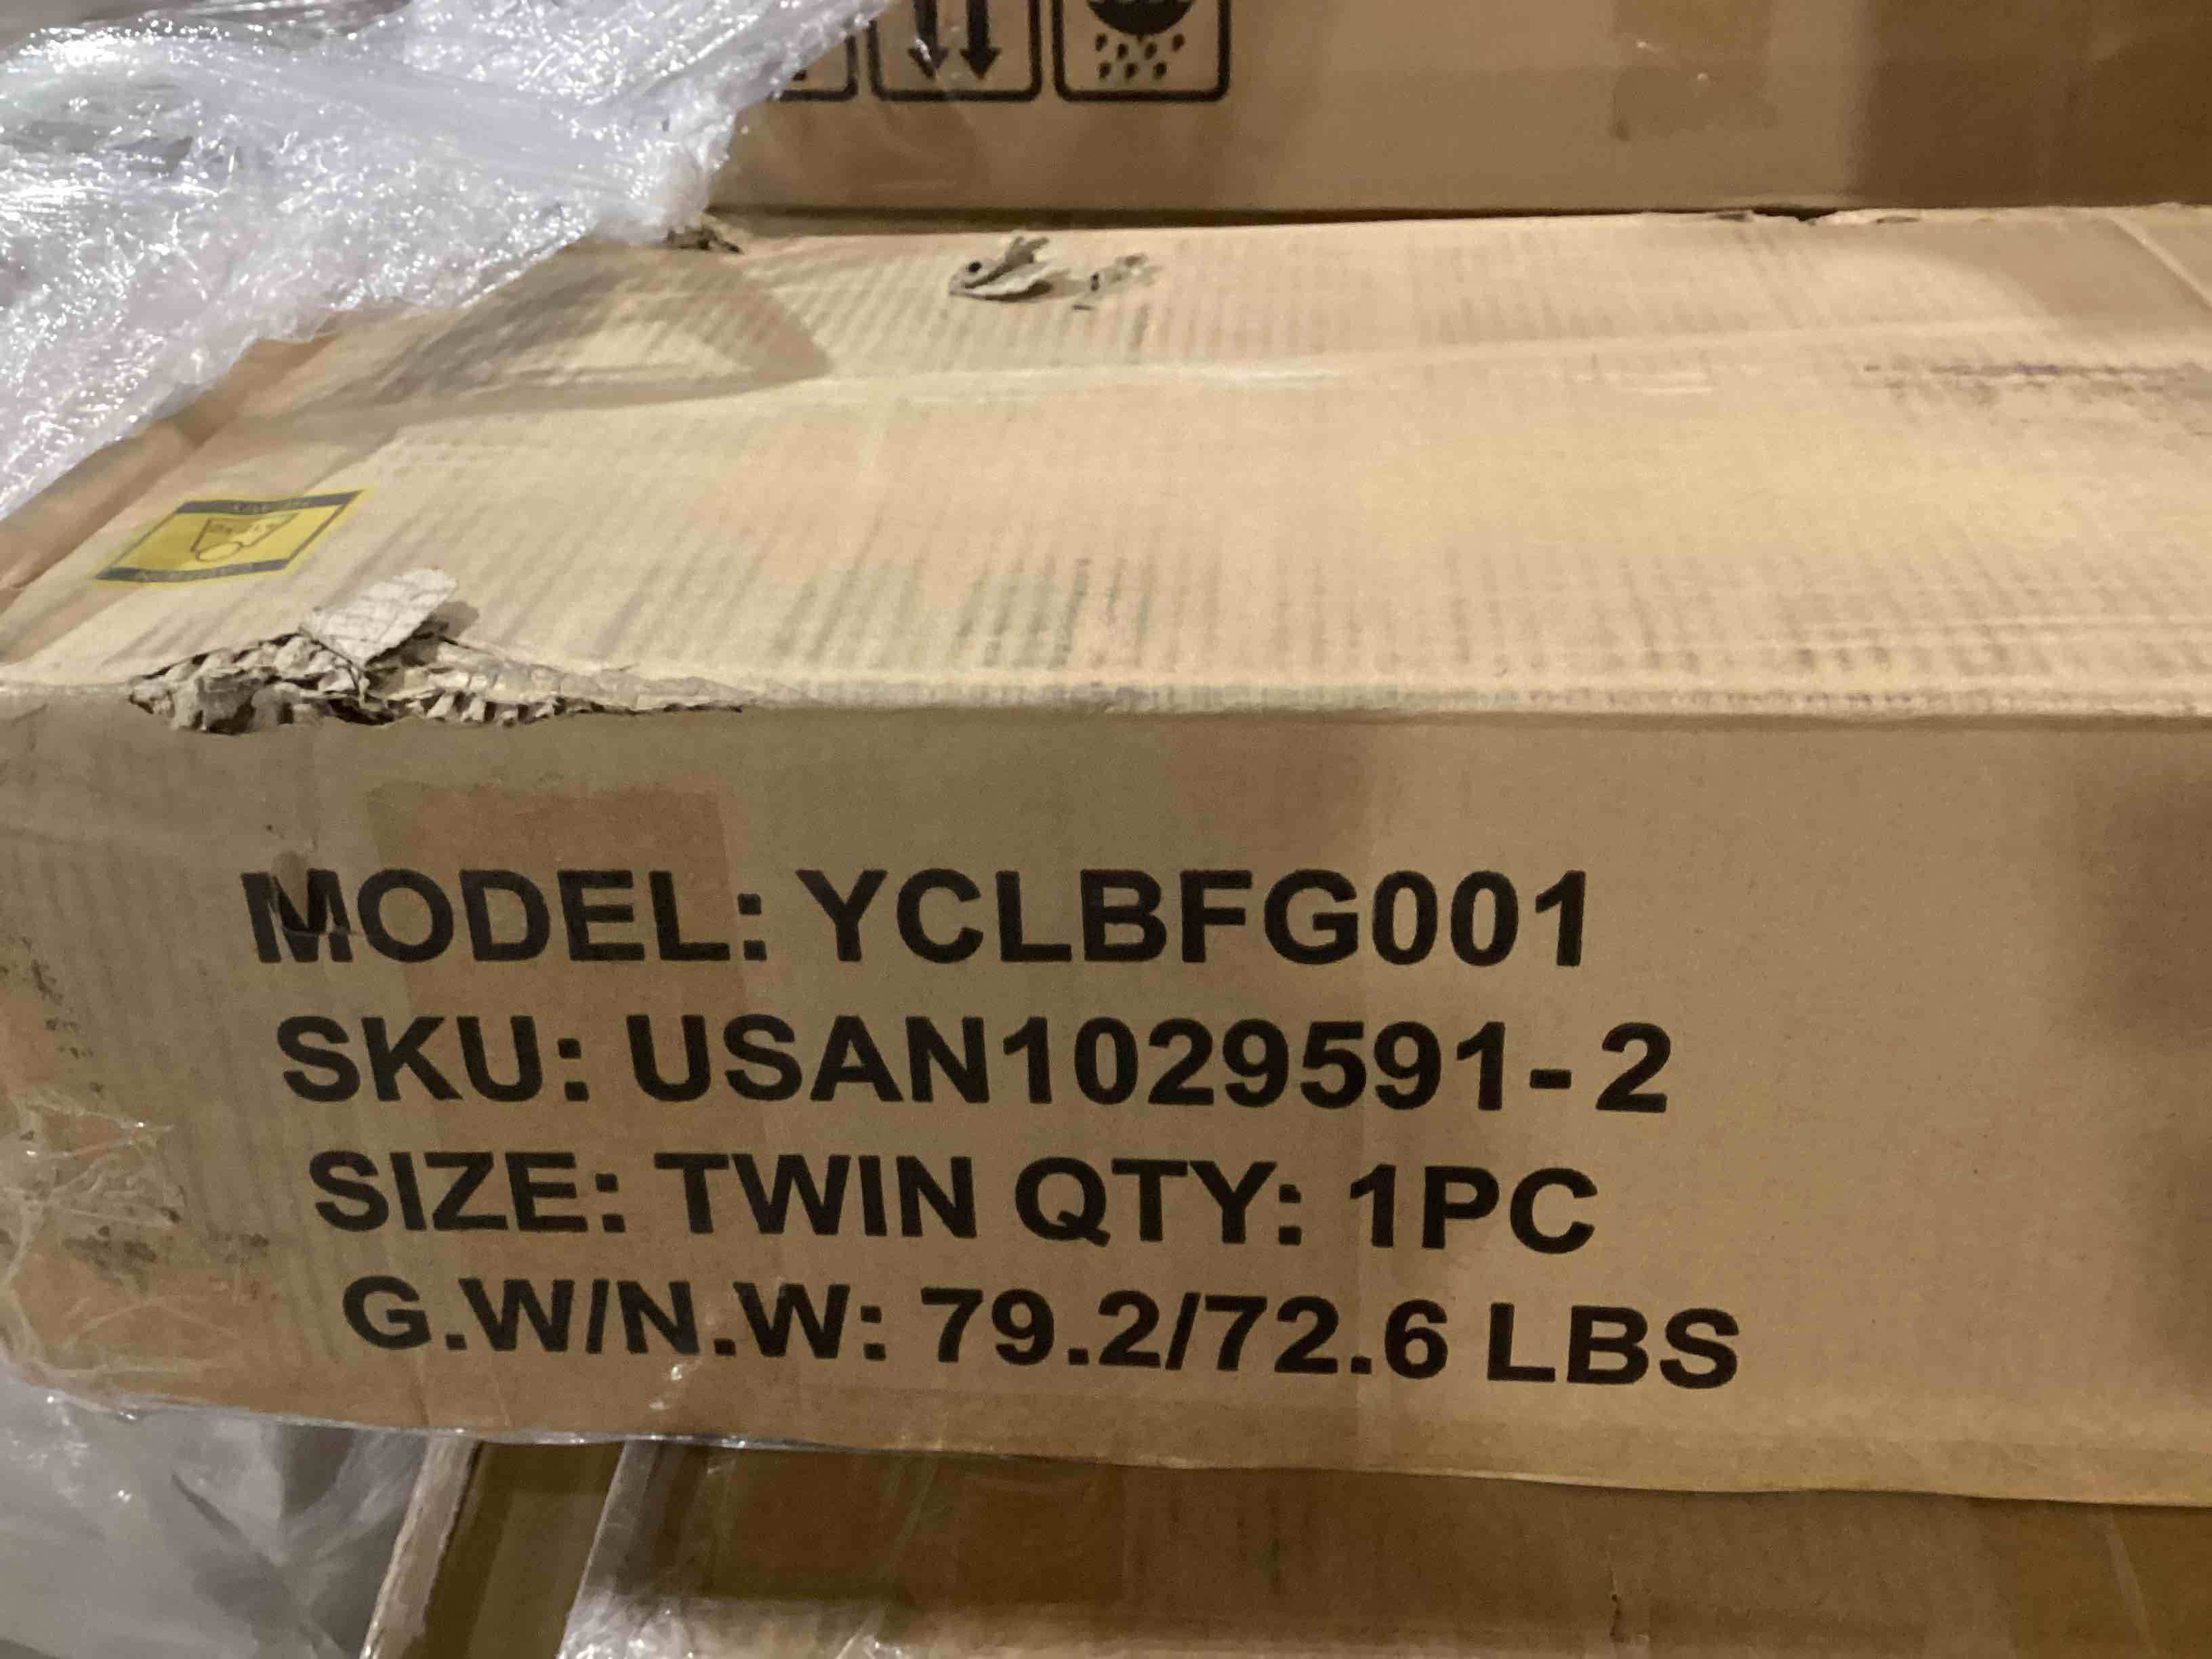 MODEL: YCLBFG001
SKU: USAN1029591-2
SIZE: TWIN QTY: 1PC
G.W/N.W: 79.2/72.6 LBS